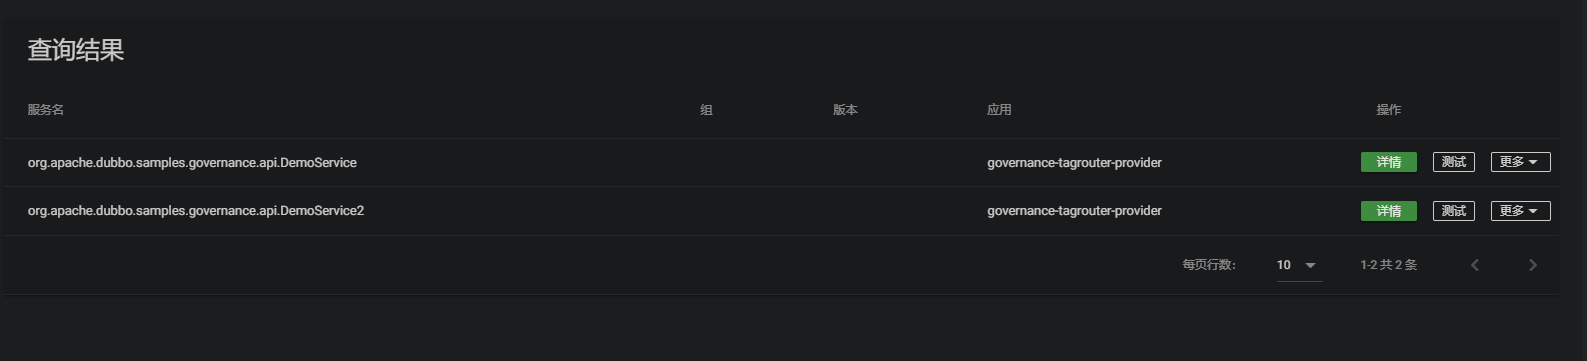 查询结果
服务名 组 版本 应用 操作
org.apache.dubbo.samples.governance.api.DemoService governance-tagrouter-provider 详情 测试 更多
org.apache.dubbo.samples.governance.api.DemoService2 governance-tagrouter-provider 详情 测试 更多
每页行数: 10 1-2 共 2 条